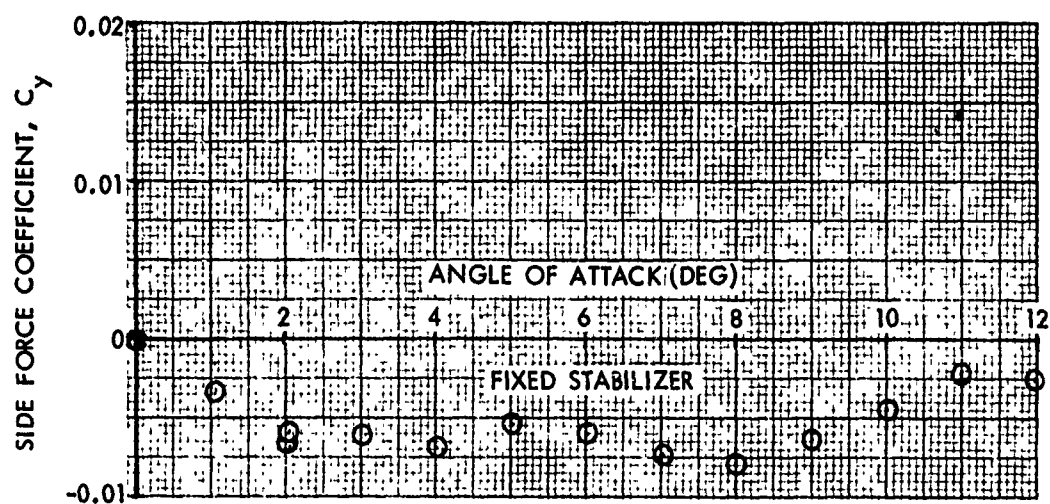 0.02
SIDE FORCE COEFFICIENT, Cy
0.01
ANGLE OF ATTACK (DEG)
0 2 4 6 8 10 12
FIXED STABILIZER
-0.01